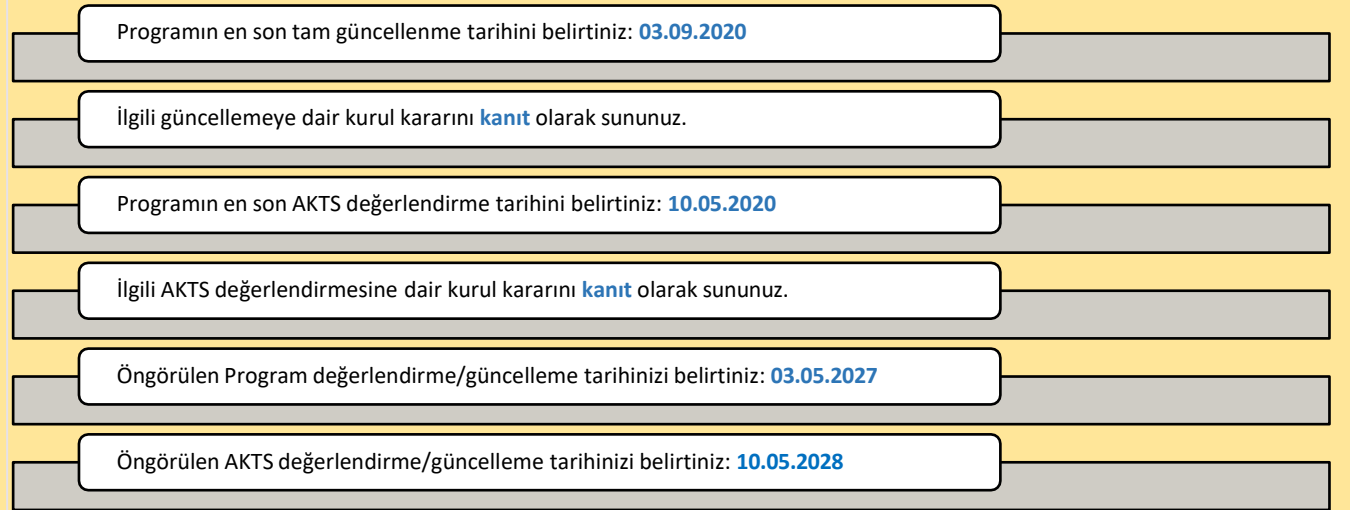 Programın en son tam güncellenme tarihini belirtiniz: 03.09.2020
İlgili güncellemeye dair kurul kararını kanıt olarak sununuz.
Programın en son AKTS değerlendirme tarihini belirtiniz: 10.05.2020
İlgili AKTS değerlendirmesine dair kurul kararını kanıt olarak sununuz.
Öngörülen Program değerlendirme/güncelleme tarihinizi belirtiniz: 03.05.2027
Öngörülen AKTS değerlendirme/güncelleme tarihinizi belirtiniz: 10.05.2028